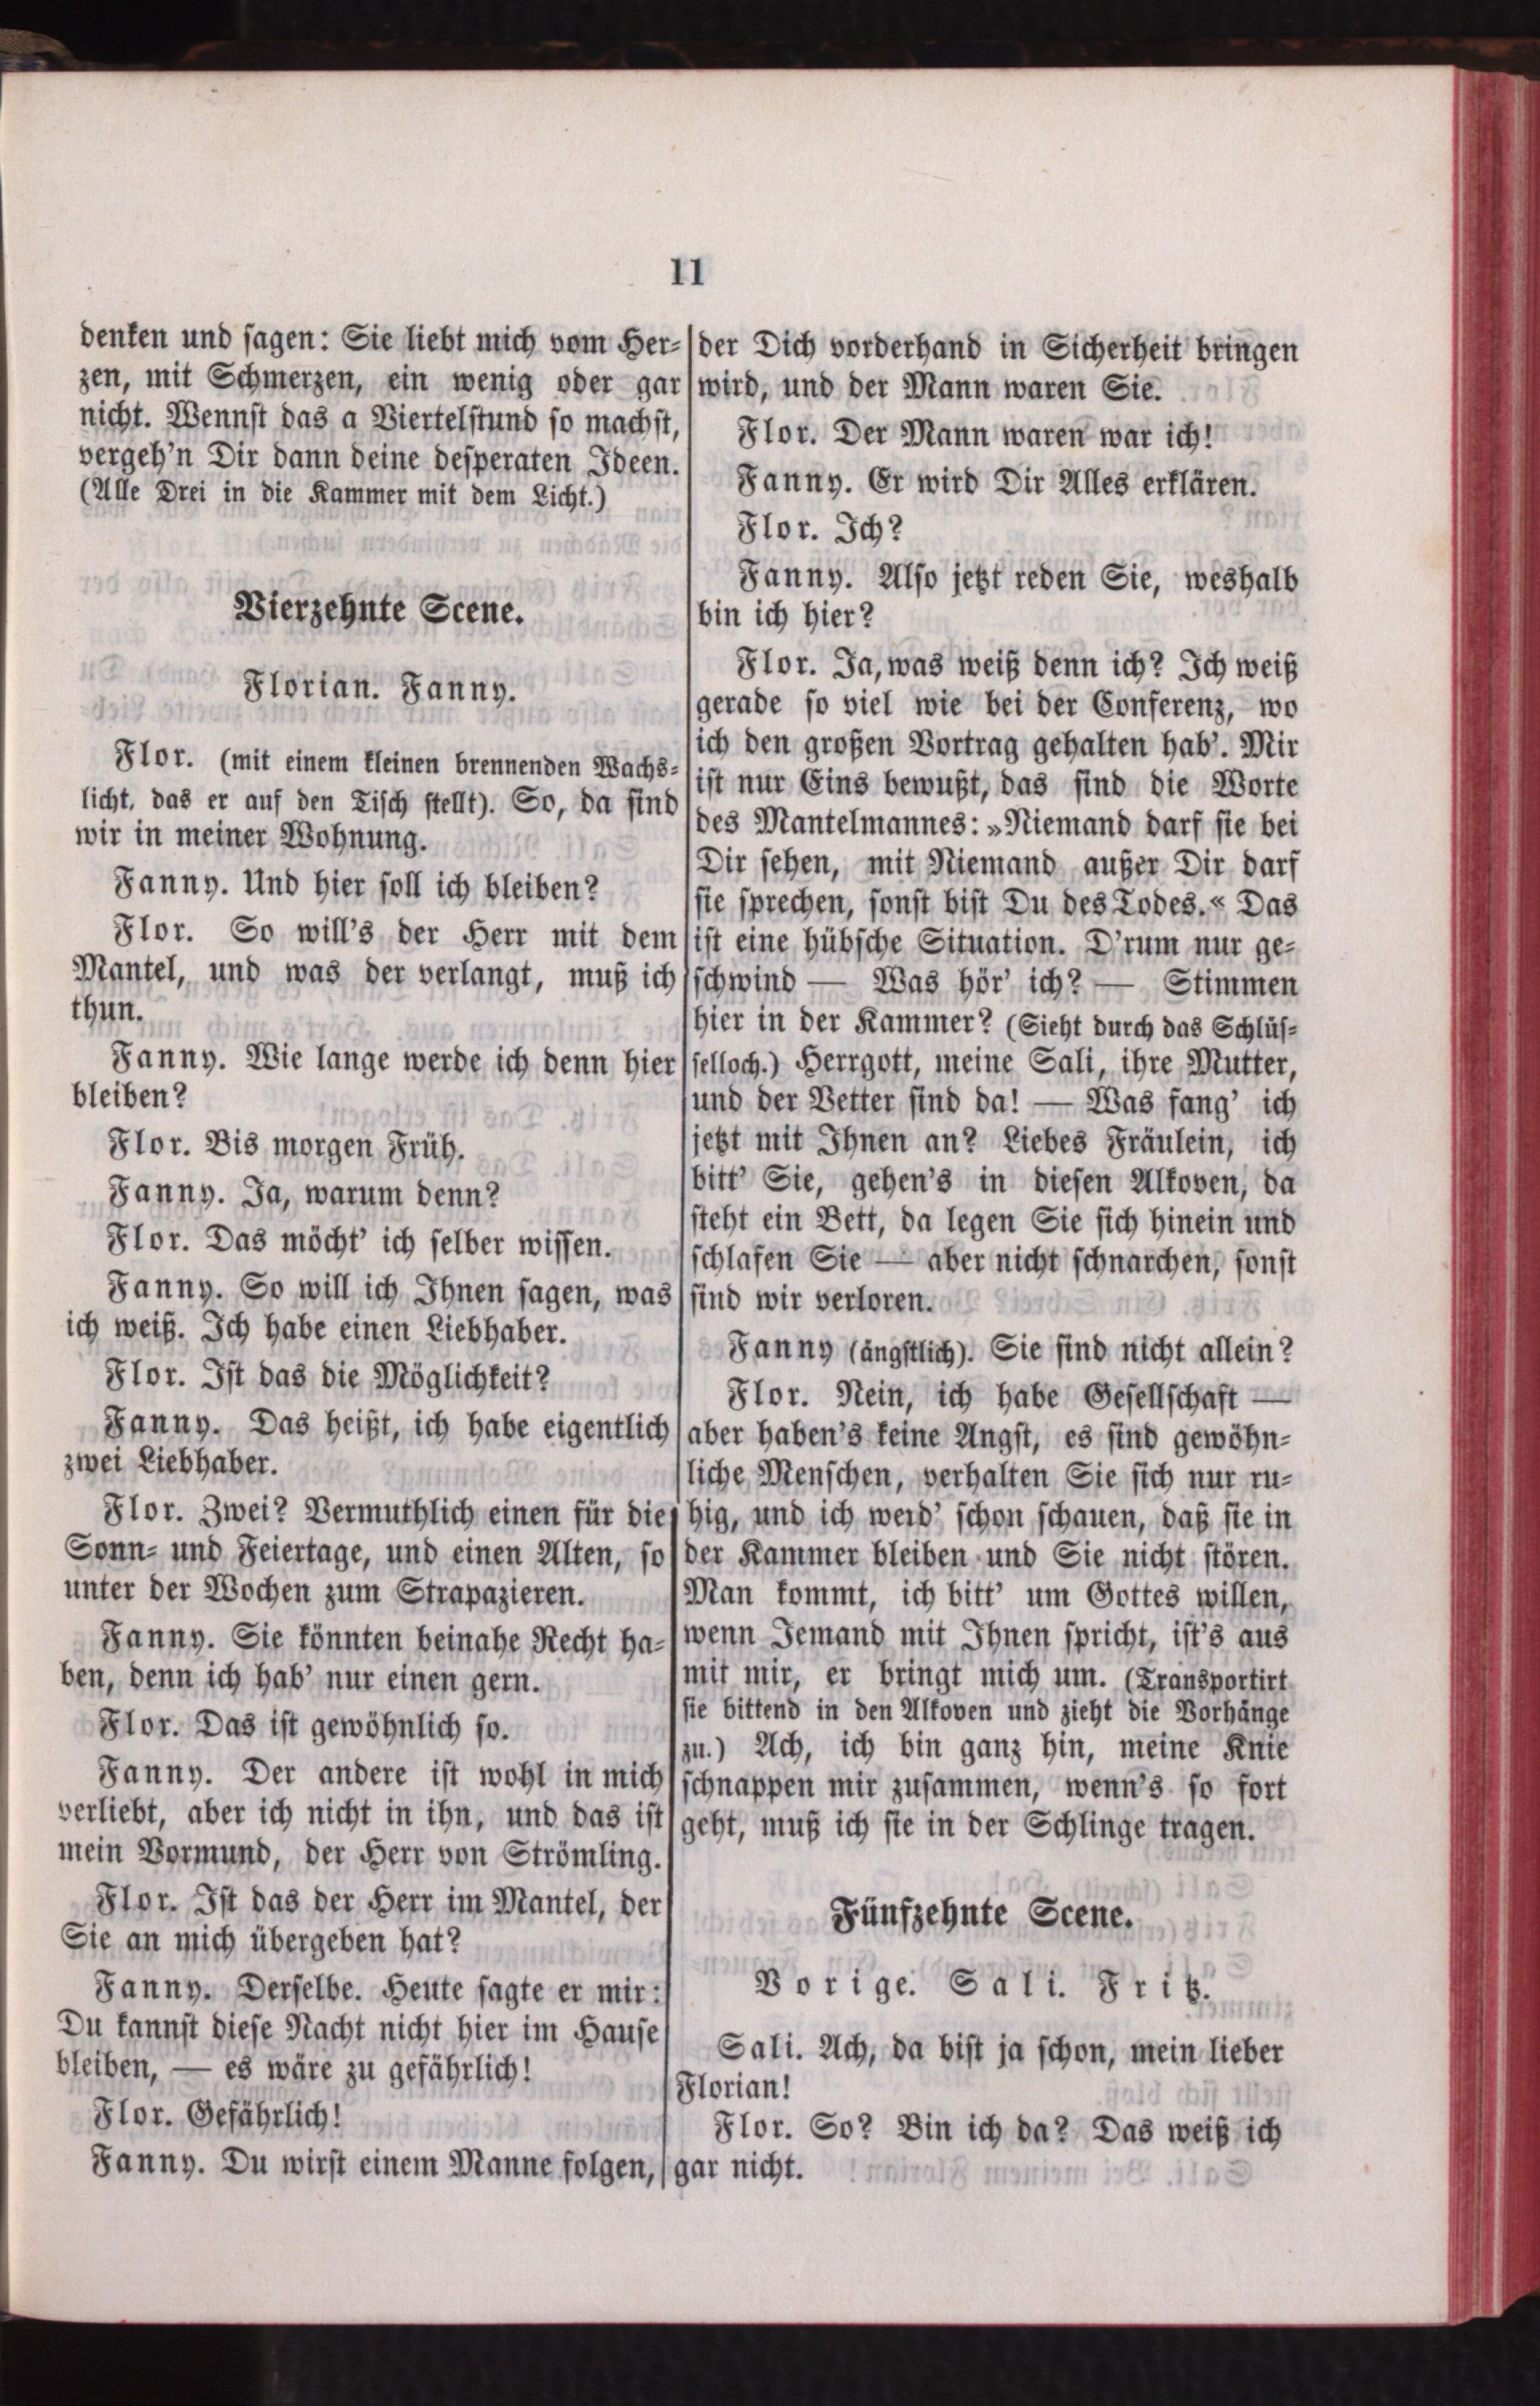 11
denken und sagen: Sie liebt mich vom Her-
zen, mit Schmerzen, ein wenig oder gar
nicht. Wennst das a Viertelstund so machst,
vergeh'n Dir dann deine desperaten Ideen.
(Alle Drei in die Kammer mit dem Licht.)
Vierzehnte Scene.
Florian. Fanny.
Flor. (mit einem kleinen brennenden Wachs-
licht, das er auf den Tisch stellt). So, da sind
wir in meiner Wohnung.
Fanny. Und hier soll ich bleiben?
Flor. So will's der Herr mit dem
Mantel, und was der verlangt, muß ich
thun.
Fanny. Wie lange werde ich denn hier
bleiben?
Flor. Bis morgen Früh.
Fanny. Ja, warum denn?
Flor. Das möcht' ich selber wissen.
Fanny. So will ich Ihnen sagen, was
ich weiß. Ich habe einen Liebhaber.
Flor. Ist das die Möglichkeit?
Fanny. Das heißt, ich habe eigentlich
zwei Liebhaber.
Flor. Zwei? Vermuthlich einen für die
Sonn- und Feiertage, und einen Alten, so
unter der Wochen zum Strapazieren.
Fanny. Sie könnten beinahe Recht ha-
ben, denn ich hab' nur einen gern.
Flor. Das ist gewöhnlich so.
Fanny. Der andere ist wohl in mich
verliebt, aber ich nicht in ihn, und das ist
mein Vormund, der Herr von Strömling.
Flor. Ist das der Herr im Mantel, der
Sie an mich übergeben hat?
Fanny. Derselbe. Heute sagte er mir:
Du kannst diese Nacht nicht hier im Hause
bleiben, — es wäre zu gefährlich!
Flor. Gefährlich!
Fanny. Du wirst einem Manne folgen,
der Dich vorderhand in Sicherheit bringen
wird, und der Mann waren Sie.
Flor. Der Mann waren war ich!
Fanny. Er wird Dir Alles erklären.
Flor. Ich?
Fanny. Also jetzt reden Sie, weshalb
bin ich hier?
Flor. Ja, was weiß denn ich? Ich weiß
gerade so viel wie bei der Conferenz, wo
ich den großen Vortrag gehalten hab'. Mir
ist nur Eins bewußt, das sind die Worte
des Mantelmannes: »Niemand darf sie bei
Dir sehen, mit Niemand außer Dir darf
sie sprechen, sonst bist Du des Todes.« Das
ist eine hübsche Situation. D'rum nur ge-
schwind — Was hör' ich? — Stimmen
hier in der Kammer? (Sieht durch das Schlüs-
selloch.) Herrgott, meine Sali, ihre Mutter,
und der Vetter sind da! — Was fang' ich
jetzt mit Ihnen an? Liebes Fräulein, ich
bitt' Sie, gehen's in diesen Alkoven, da
steht ein Bett, da legen Sie sich hinein und
schlafen Sie — aber nicht schnarchen, sonst
sind wir verloren.
Fanny (ängstlich). Sie sind nicht allein?
Flor. Nein, ich habe Gesellschaft —
aber haben's keine Angst, es sind gewöhn-
liche Menschen, verhalten Sie sich nur ru-
hig, und ich werd' schon schauen, daß sie in
der Kammer bleiben und Sie nicht stören.
Man kommt, ich bitt' um Gottes willen,
wenn Jemand mit Ihnen spricht, ist's aus
mit mir, er bringt mich um. (Transportirt
sie bittend in den Alkoven und zieht die Vorhänge
zu.) Ach, ich bin ganz hin, meine Knie
schnappen mir zusammen, wenn's so fort
geht, muß ich sie in der Schlinge tragen.
Fünfzehnte Scene.
Vorige. Sali. Fritz.
Sali. Ach, da bist ja schon, mein lieber
Florian!
Flor. So? Bin ich da? Das weiß ich
gar nicht.